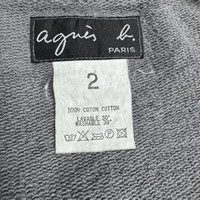 agnès b.
PARIS
2
100% COTON COTTON
LAVABLE 30°
WASHABLE 30°